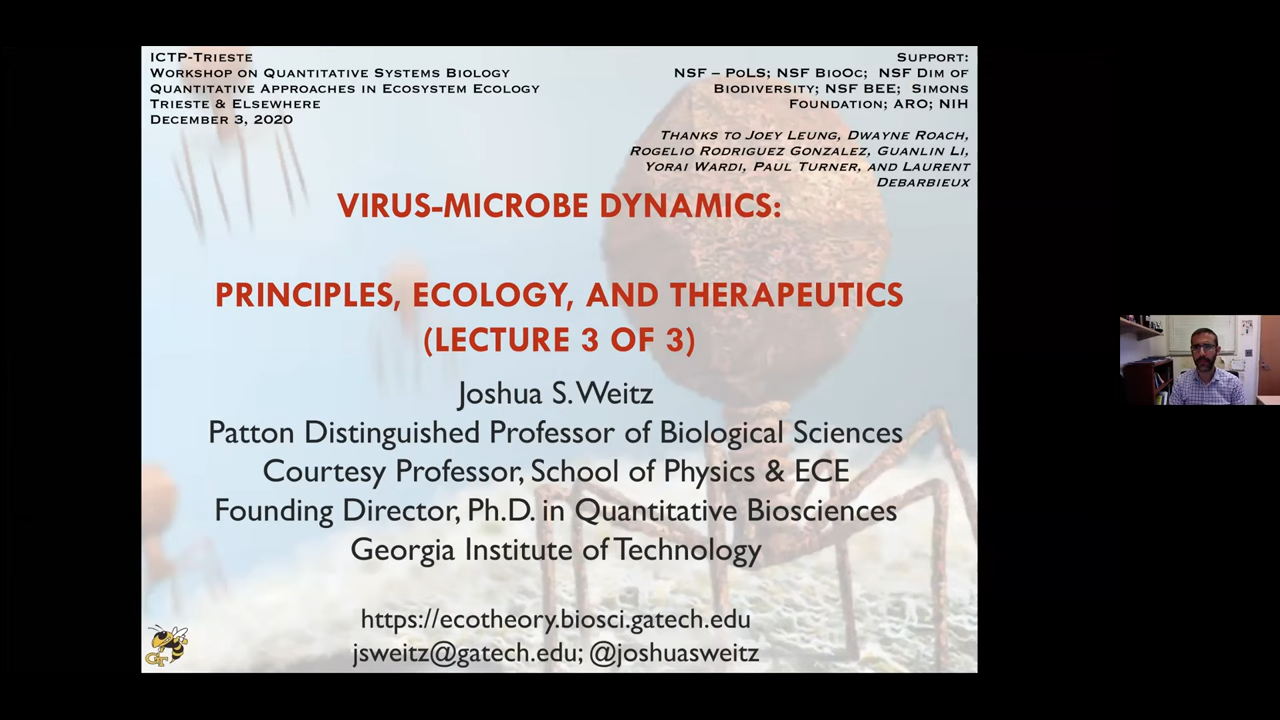 ICTP-Trieste
Workshop on Quantitative Systems Biology
Quantitative Approaches in Ecosystem Ecology
Trieste & Elsewhere
December 3, 2020
Support:
NSF – PoLS; NSF BioOc; NSF Dim of
Biodiversity; NSF BEE; Simons
Foundation; ARO; NIH
Thanks to Joey Leung, Dwayne Roach,
Rogelio Rodriguez Gonzalez, Guanlin Li,
Yorai Wardi, Paul Turner, and Laurent
Debarbieux
VIRUS-MICROBE DYNAMICS:
PRINCIPLES, ECOLOGY, AND THERAPEUTICS
(LECTURE 3 OF 3)
Joshua S. Weitz
Patton Distinguished Professor of Biological Sciences
Courtesy Professor, School of Physics & ECE
Founding Director, Ph.D. in Quantitative Biosciences
Georgia Institute of Technology
https://ecotheory.biosci.gatech.edu
jsweitz@gatech.edu; @joshuasweitz
GT